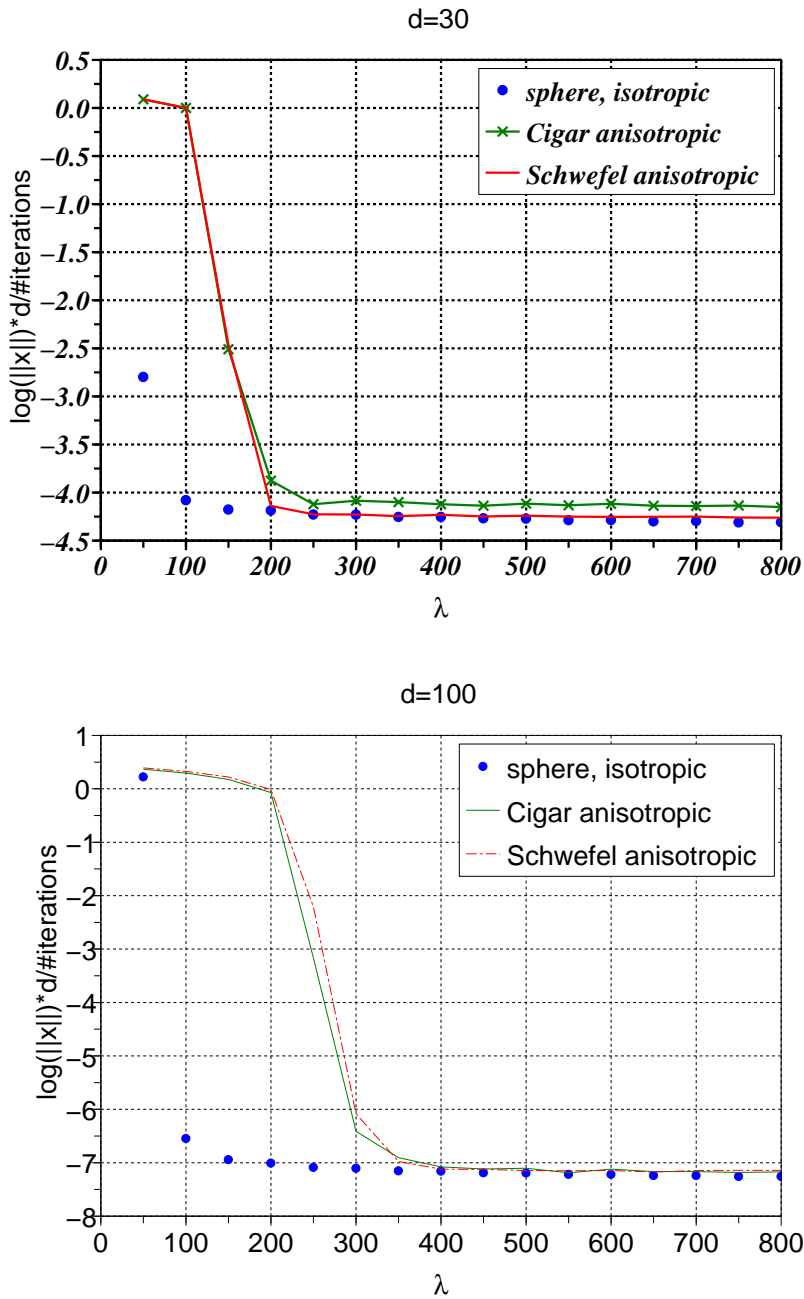 d=30
0.5
0.0
−0.5
−1.0
−1.5
−2.0
−2.5
−3.0
−3.5
−4.0
−4.5
log(||x||)*d/#iterations
sphere, isotropic
Cigar anisotropic
Schwefel anisotropic
0 100 200 300 400 500 600 700 800
λ
d=100
1
0
−1
−2
−3
−4
−5
−6
−7
−8
log(||x||)*d/#iterations
sphere, isotropic
Cigar anisotropic
Schwefel anisotropic
0 100 200 300 400 500 600 700 800
λ